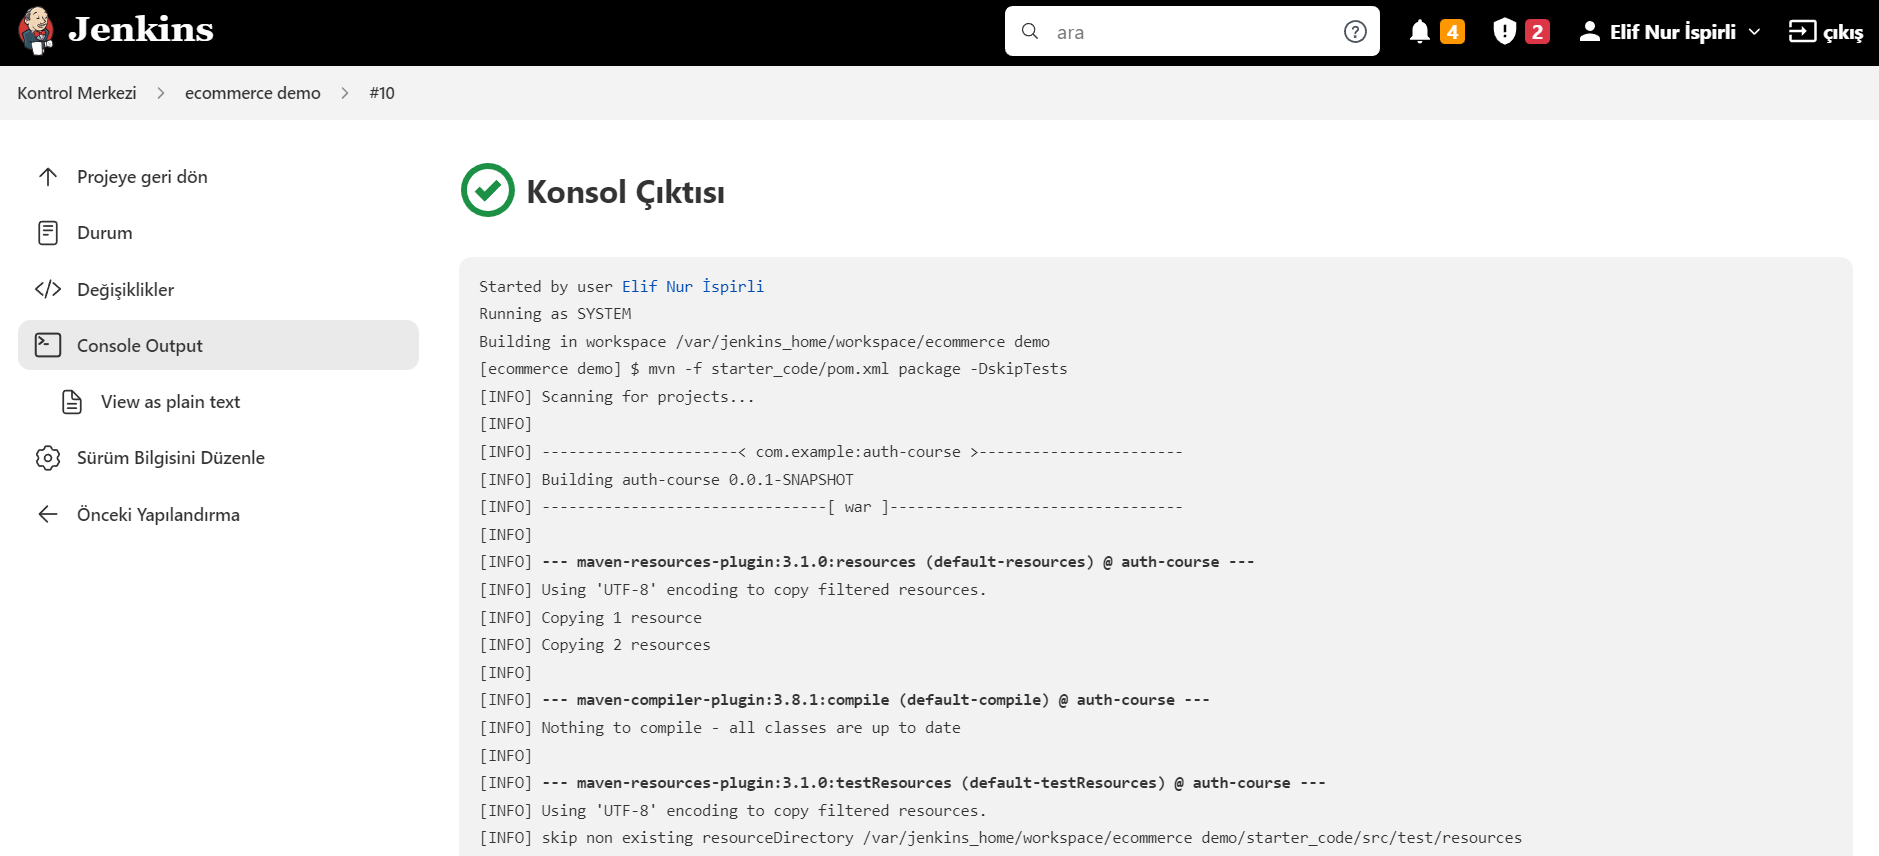 Jenkins
ara
4
2
Elif Nur İspirli
çıkış
Kontrol Merkezi
ecommerce demo
#10
Projeye geri dön
Durum
Değişiklikler
Console Output
View as plain text
Sürüm Bilgisini Düzenle
Önceki Yapılandırma
Konsol Çıktısı
Started by user Elif Nur İspirli
Running as SYSTEM
Building in workspace /var/jenkins_home/workspace/ecommerce demo
[ecommerce demo] $ mvn -f starter_code/pom.xml package -DskipTests
[INFO] Scanning for projects...
[INFO]
[INFO] ----------------------< com.example:auth-course >-----------------------
[INFO] Building auth-course 0.0.1-SNAPSHOT
[INFO] --------------------------------[ war ]---------------------------------
[INFO]
[INFO] --- maven-resources-plugin:3.1.0:resources (default-resources) @ auth-course ---
[INFO] Using 'UTF-8' encoding to copy filtered resources.
[INFO] Copying 1 resource
[INFO] Copying 2 resources
[INFO]
[INFO] --- maven-compiler-plugin:3.8.1:compile (default-compile) @ auth-course ---
[INFO] Nothing to compile - all classes are up to date
[INFO]
[INFO] --- maven-resources-plugin:3.1.0:testResources (default-testResources) @ auth-course ---
[INFO] Using 'UTF-8' encoding to copy filtered resources.
[INFO] skip non existing resourceDirectory /var/jenkins_home/workspace/ecommerce demo/starter_code/src/test/resources